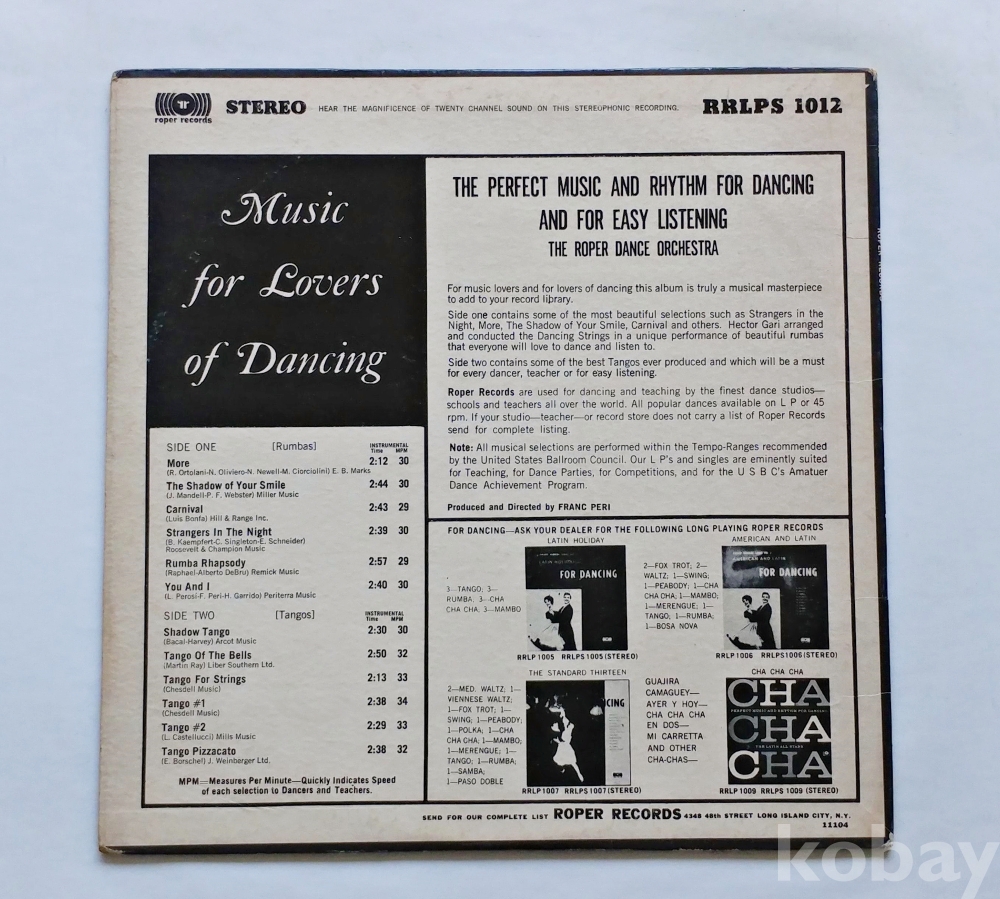 roper records
STEREO HEAR THE MAGNIFICENCE OF TWENTY CHANNEL SOUND ON THIS STEREOPHONIC RECORDING. RRLPS 1012
Music
for Lovers
of Dancing
THE PERFECT MUSIC AND RHYTHM FOR DANCING
AND FOR EASY LISTENING
THE ROPER DANCE ORCHESTRA
For music lovers and for lovers of dancing this album is truly a musical masterpiece
to add to your record library.
Side one contains some of the most beautiful selections such as Strangers in the
Night, More, The Shadow of Your Smile, Carnival and others. Hector Gari arranged
and conducted the Dancing Strings in a unique performance of beautiful rumbas
that everyone will love to dance and listen to.
Side two contains some of the best Tangos ever produced and which will be a must
for every dancer, teacher or for easy listening.
Roper Records are used for dancing and teaching by the finest dance studios—
schools and teachers all over the world. All popular dances available on L P or 45
rpm. If your studio—teacher—or record store does not carry a list of Roper Records
send for complete listing.
Note: All musical selections are performed within the Tempo-Ranges recommended
by the United States Ballroom Council. Our L P's and singles are eminently suited
for Teaching, for Dance Parties, for Competitions, and for the U S B C's Amatuer
Dance Achievement Program.
Produced and Directed by FRANC PERI
SIDE ONE [Rumbas] INSTRUMENTAL
Time MPM
More 2:12 30
(R. Ortolani-N. Oliviero-N. Newell-M. Ciorciolini) E. B. Marks
The Shadow of Your Smile 2:44 30
(J. Mandell-P. F. Webster) Miller Music
Carnival 2:43 29
(Luis Bonfa) Hill & Range Inc.
Strangers In The Night 2:39 30
(B. Kaempfert-C. Singleton-E. Schneider)
Roosevelt & Champion Music
Rumba Rhapsody 2:57 29
(Raphael-Alberto DeBru) Remick Music
You And I 2:40 30
(L. Perosi-F. Peri-H. Garrido) Periterra Music
SIDE TWO [Tangos] INSTRUMENTAL
Time MPM
Shadow Tango 2:30 30
(Bacal-Harvey) Arcot Music
Tango Of The Bells 2:50 32
(Martin Ray) Liber Southern Ltd.
Tango For Strings 2:13 33
(Chesdell Music)
Tango #1 2:38 34
(Chesdell Music)
Tango #2 2:29 33
(L. Castellucci) Mills Music
Tango Pizzacato 2:38 32
(E. Borschel) J. Weinberger Ltd.
MPM—Measures Per Minute—Quickly Indicates Speed
of each selection to Dancers and Teachers.
FOR DANCING—ASK YOUR DEALER FOR THE FOLLOWING LONG PLAYING ROPER RECORDS
LATIN HOLIDAY
3—TANGO; 3—
RUMBA; 3—CHA
CHA CHA; 3—MAMBO
FOR DANCING
RRLP 1005 RRLPS 1005 (STEREO)
AMERICAN AND LATIN
2—FOX TROT; 2—
WALTZ; 1—SWING;
1—PEABODY; 1—CHA
CHA CHA; 1—MAMBO;
1—MERENGUE; 1—
TANGO; 1—RUMBA;
1—BOSA NOVA
AMERICAN AND LATIN
FOR DANCING
RRLP 1006 RRLPS 1006 (STEREO)
THE STANDARD THIRTEEN
2—MED. WALTZ; 1—
VIENNESE WALTZ;
1—FOX TROT; 1—
SWING; 1—PEABODY;
1—POLKA; 1—CHA
CHA CHA; 1—MAMBO;
1—MERENGUE; 1—
TANGO; 1—RUMBA;
1—SAMBA;
1—PASO DOBLE
CING
RRLP 1007 RRLPS 1007 (STEREO)
CHA CHA CHA
GUAJIRA
CAMAGUEY—
AYER Y HOY—
CHA CHA CHA
EN DOS—
MI CARRETTA
AND OTHER
CHA-CHAS—
CHA
PERFECT MUSIC AND RHYTHM FOR DANCING
CHA
THE LATIN ALL STARS
CHA
RRLP 1009 RRLPS 1009 (STEREO)
SEND FOR OUR COMPLETE LIST ROPER RECORDS 4348 48th STREET LONG ISLAND CITY, N.Y.
11104
kobay